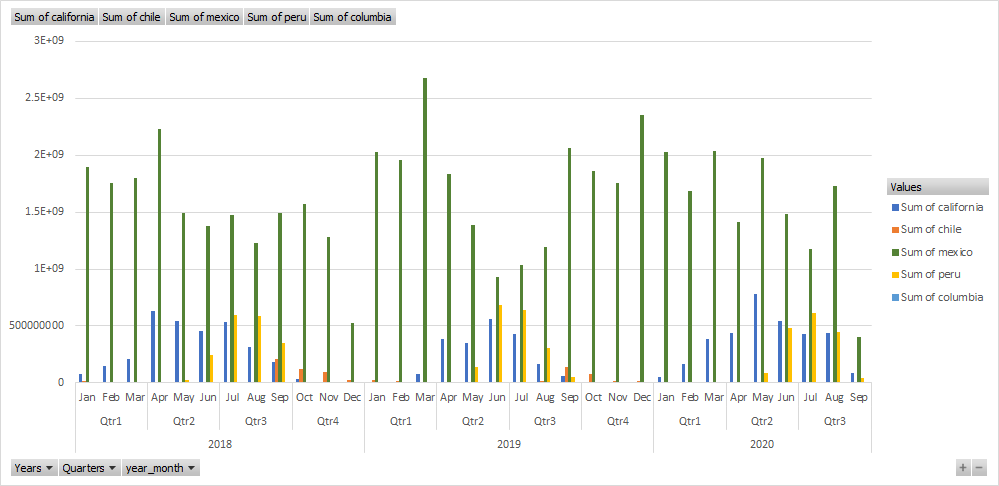 Sum of california Sum of chile Sum of mexico Sum of peru Sum of columbia
3E+09
2.5E+09
2E+09
1.5E+09
1E+09
500000000
0
Jan Feb Mar Apr May Jun Jul Aug Sep Oct Nov Dec Jan Feb Mar Apr May Jun Jul Aug Sep Oct Nov Dec Jan Feb Mar Apr May Jun Jul Aug Sep
Qtr1 Qtr2 Qtr3 Qtr4 Qtr1 Qtr2 Qtr3 Qtr4 Qtr1 Qtr2 Qtr3
2018 2019 2020
Values
Sum of california
Sum of chile
Sum of mexico
Sum of peru
Sum of columbia
Years Quarters year_month
+ −